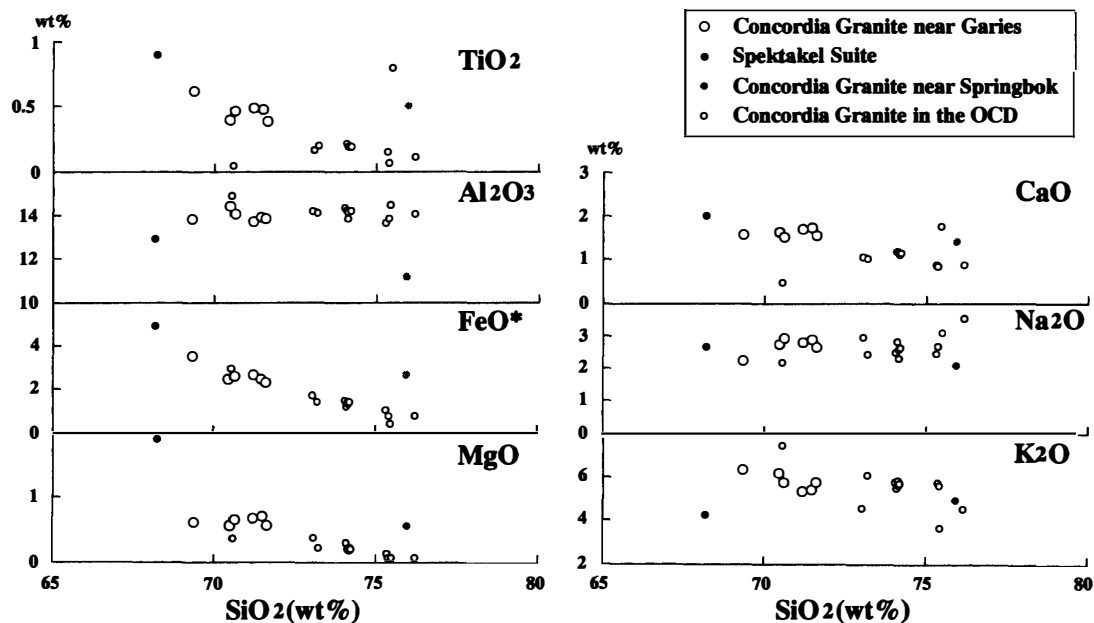 wt%
1
0.5
0
TiO2
14
12
10
Al2O3
4
2
0
FeO*
1
0
MgO
65
70
75
80
SiO2(wt%)
Concordia Granite near Garies
Spektakel Suite
Concordia Granite near Springbok
Concordia Granite in the OCD
wt%
3
2
1
0
CaO
3
2
1
0
Na2O
6
4
2
K2O
65
70
75
80
SiO2(wt%)